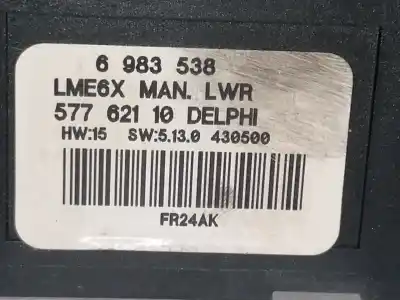 6 983 538
LME6X MAN. LWR
577 621 10 DELPHI
HW:15 SW:5.13.0 430500
FR24AK